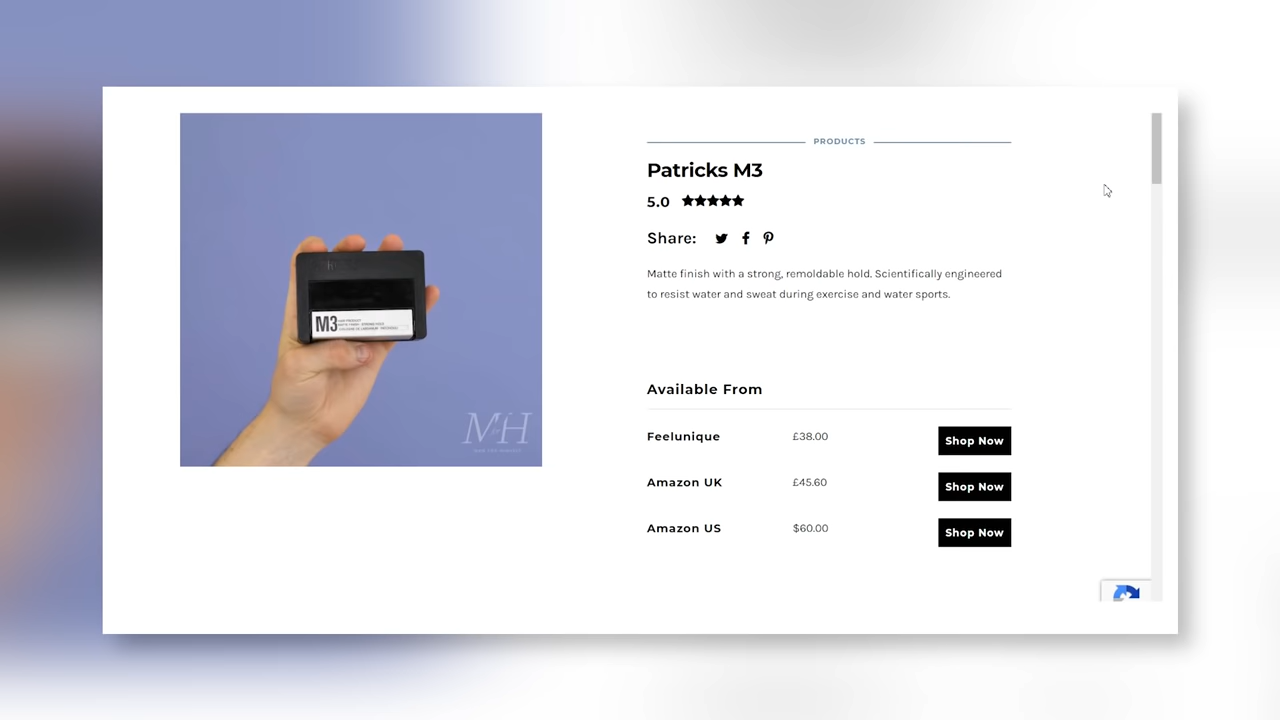 PRODUCTS
Patricks M3
5.0
Share:
Matte finish with a strong, remoldable hold. Scientifically engineered
to resist water and sweat during exercise and water sports.
M3
MH
Available From
Feelunique £38.00 Shop Now
Amazon UK £45.60 Shop Now
Amazon US $60.00 Shop Now